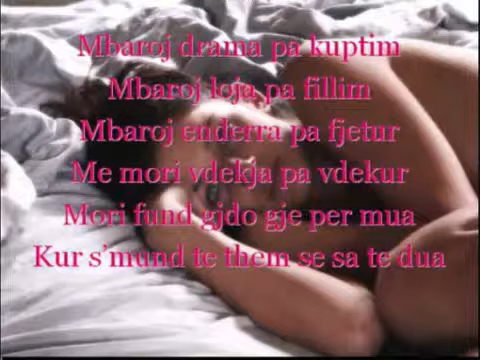 Mbaroj drama pa kuptim
Mbaroj loja pa fillim
Mbaroj enderra pa fjetur
Me mori vdekja pa vdekur
Mori fund gjdo gje per mua
Kur s'mund te them se sa te dua